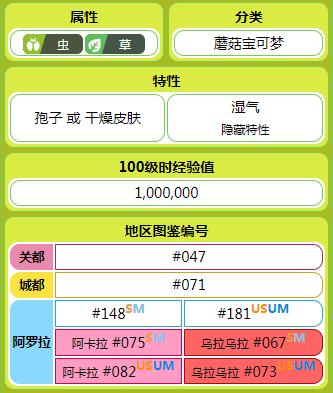 属性 分类
虫 草 蘑菇宝可梦
特性
孢子 或 干燥皮肤 湿气
隐藏特性
100级时经验值
1,000,000
地区图鉴编号
关都 #047
城都 #071
阿罗拉 #148SM #181USUM
阿卡拉 #075SM 乌拉乌拉 #067SM
阿卡拉 #082USUM 乌拉乌拉 #073USUM